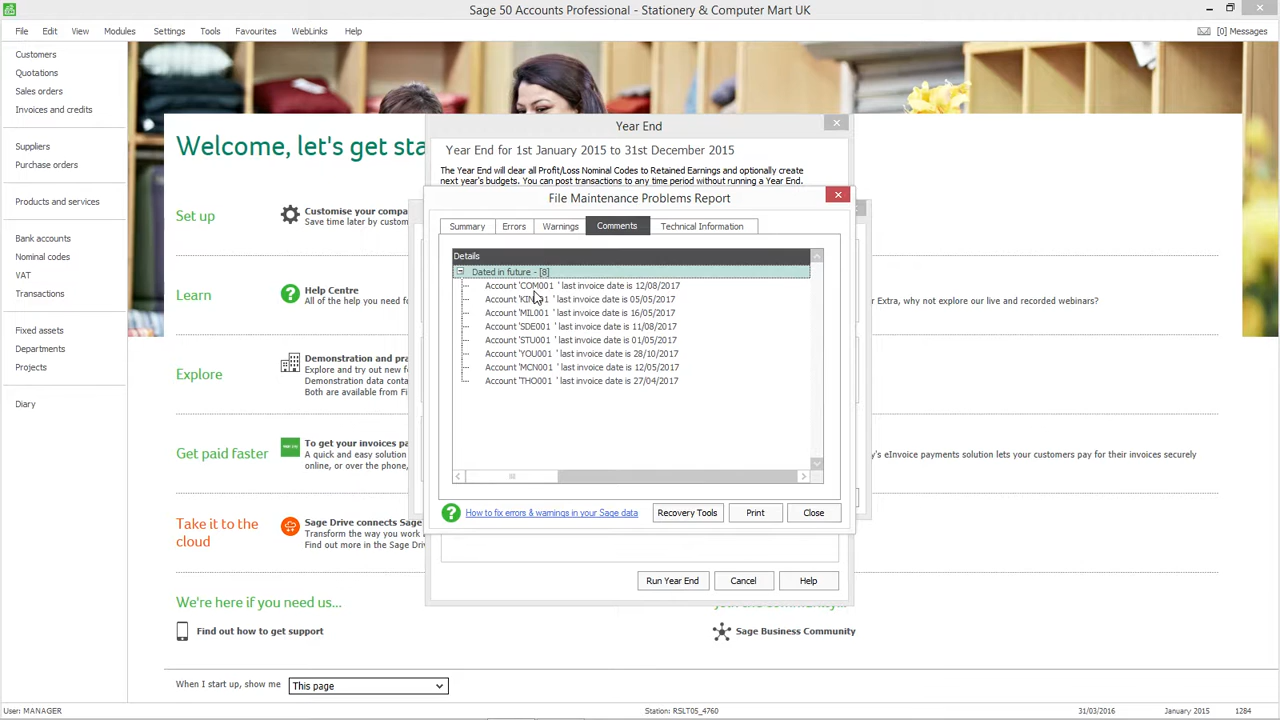 Sage 50 Accounts Professional - Stationery & Computer Mart UK
File Edit View Modules Settings Tools Favourites WebLinks Help
[0] Messages
Customers
Quotations
Sales orders
Invoices and credits
Suppliers
Purchase orders
Products and services
Bank accounts
Nominal codes
VAT
Transactions
Fixed assets
Departments
Projects
Diary
Welcome, let's get sta
Set up
Customise your compa
Save time later by custom
Learn
Help Centre
All of the help you need f
r Extra, why not explore our live and recorded webinars?
Explore
Demonstration and pra
Explore and try out new f
Demonstration data conta
Both are available from Fi
Get paid faster
To get your invoices pa
A quick and easy solution
online, or over the phone,
y's eInvoice payments solution lets your customers pay for their invoices securely
Take it to the
cloud
Sage Drive connects Sage
Transform the way you work
Find out more in the Sage Driv
We're here if you need us...
Find out how to get support
Sage Business Community
When I start up, show me This page
Year End
Year End for 1st January 2015 to 31st December 2015
The Year End will clear all Profit/Loss Nominal Codes to Retained Earnings and optionally create
next year's budgets. You can post transactions to any time period without running a Year End.
File Maintenance Problems Report
Summary Errors Warnings Comments Technical Information
Details
Dated in future - [8]
Account 'COM001 ' last invoice date is 12/08/2017
Account ' last invoice date is 05/05/2017
Account 'MIL001 ' last invoice date is 16/05/2017
Account 'SDE001 ' last invoice date is 11/08/2017
Account 'STU001 ' last invoice date is 01/05/2017
Account 'YOU001 ' last invoice date is 28/10/2017
Account 'MCN001 ' last invoice date is 12/05/2017
Account 'THO001 ' last invoice date is 27/04/2017
How to fix errors & warnings in your Sage data
Recovery Tools Print Close
Run Year End Cancel Help
User: MANAGER
Station: RSLT05_4760
31/03/2016 January 2015 1284